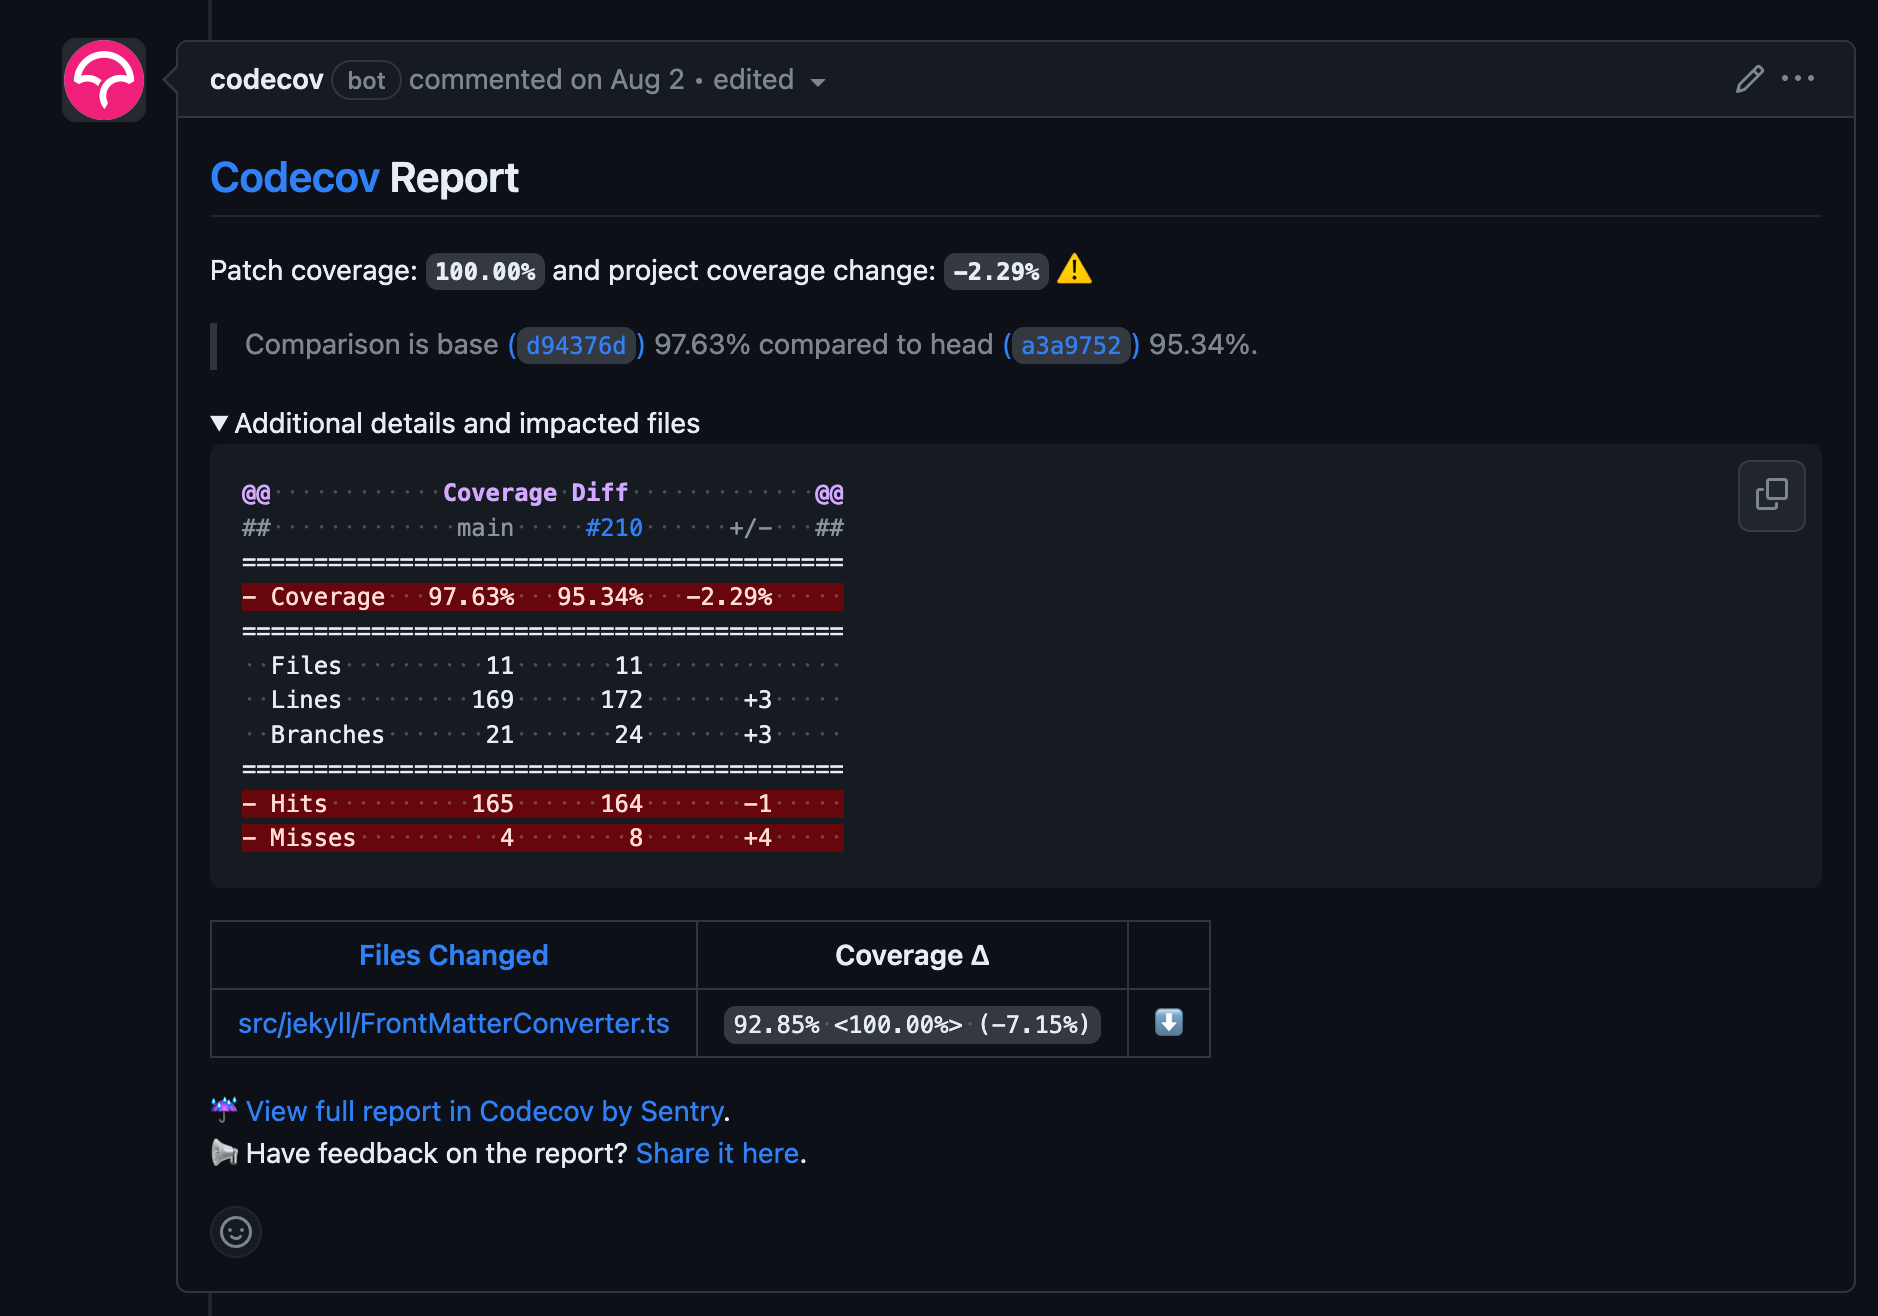 codecov bot commented on Aug 2 • edited
Codecov Report
Patch coverage: 100.00% and project coverage change: -2.29% ⚠️
Comparison is base (d94376d) 97.63% compared to head (a3a9752) 95.34%.
▼ Additional details and impacted files
@@ Coverage Diff @@
## main #210 +/- ##
==========================================
- Coverage 97.63% 95.34% -2.29%
==========================================
Files 11 11
Lines 169 172 +3
Branches 21 24 +3
==========================================
- Hits 165 164 -1
- Misses 4 8 +4
Files Changed Coverage Δ
src/jekyll/FrontMatterConverter.ts 92.85% <100.00%> (-7.15%) ⬇️
☔ View full report in Codecov by Sentry.
📢 Have feedback on the report? Share it here.